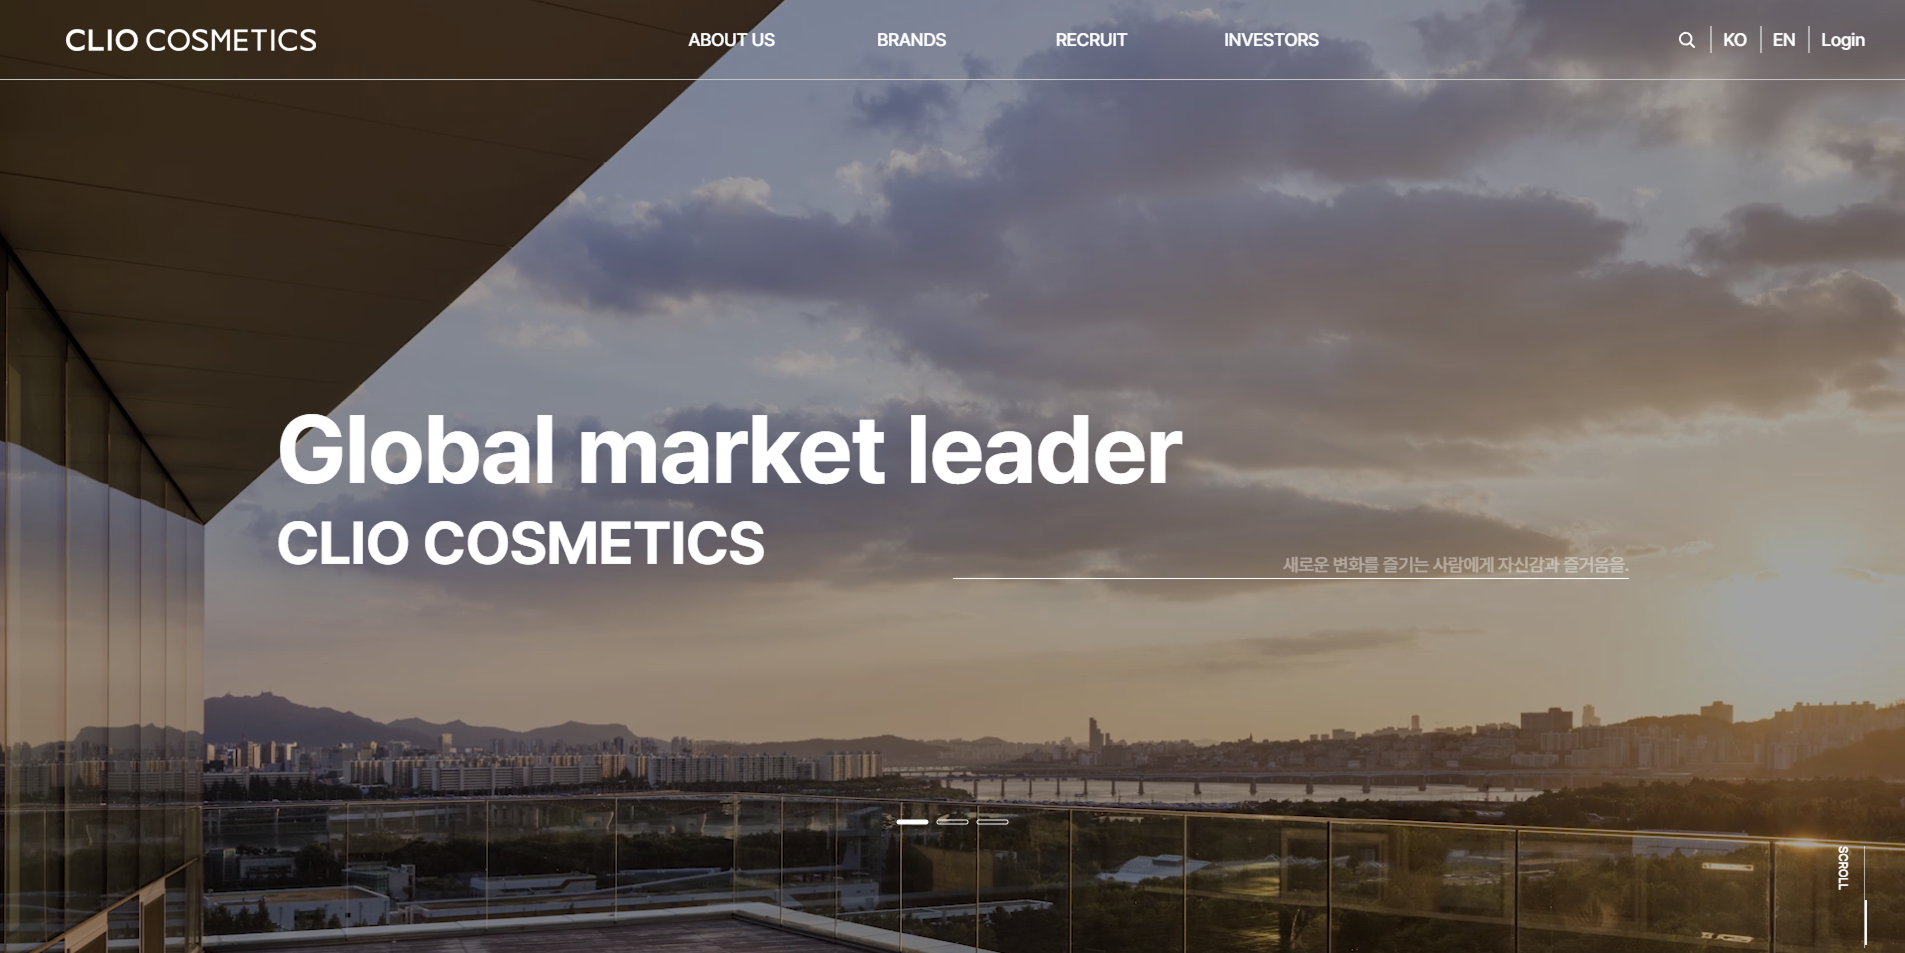 CLIO COSMETICS
ABOUT US
BRANDS
RECRUIT
INVESTORS
KO
EN
Login
Global market leader
CLIO COSMETICS
새로운 변화를 즐기는 사람에게 자신감과 즐거움을.
SCROLL